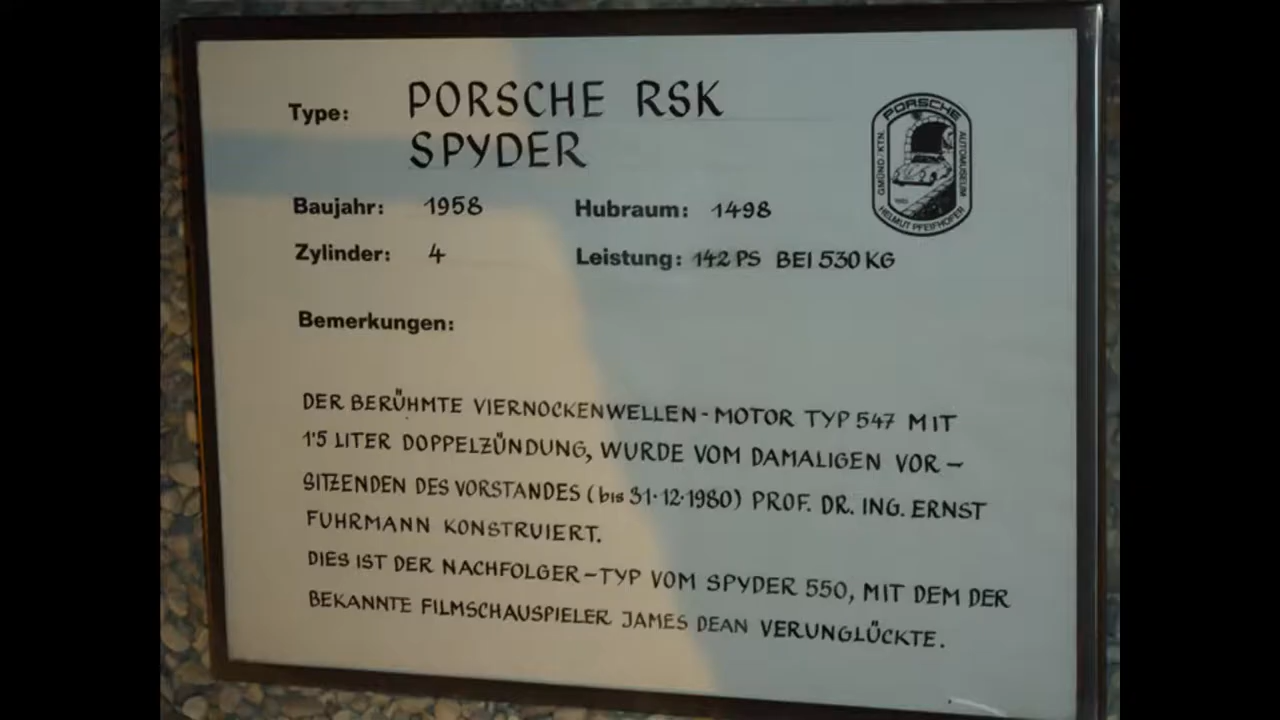 Type: PORSCHE RSK
SPYDER
PORSCHE
GMÜND / KTN.
AUTOMUSEUM
HELMUT PFEIFHOFER
Baujahr: 1958 Hubraum: 1498
Zylinder: 4 Leistung: 142 PS BEI 530 KG
Bemerkungen:
DER BERÜHMTE VIERNOCKENWELLEN-MOTOR TYP 547 MIT
1'5 LITER DOPPELZÜNDUNG, WURDE VOM DAMALIGEN VOR-
SITZENDEN DES VORSTANDES (bis 31·12·1980) PROF. DR. ING. ERNST
FUHRMANN KONSTRUIERT.
DIES IST DER NACHFOLGER-TYP VOM SPYDER 550, MIT DEM DER
BEKANNTE FILMSCHAUSPIELER JAMES DEAN VERUNGLÜCKTE.